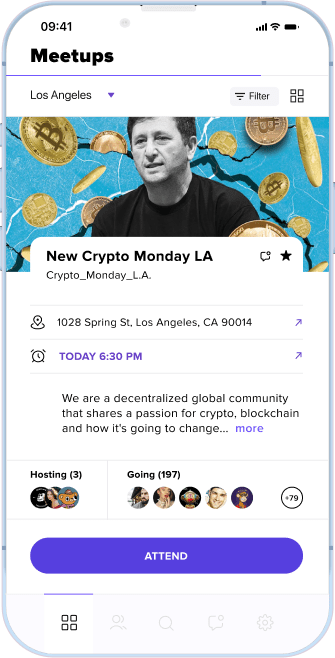 09:41
Meetups
Los Angeles
Filter
New Crypto Monday LA
Crypto_Monday_L.A.
1028 Spring St, Los Angeles, CA 90014
TODAY 6:30 PM
We are a decentralized global community
that shares a passion for crypto, blockchain
and how it's going to change... more
Hosting (3)
Going (197)
+79
ATTEND